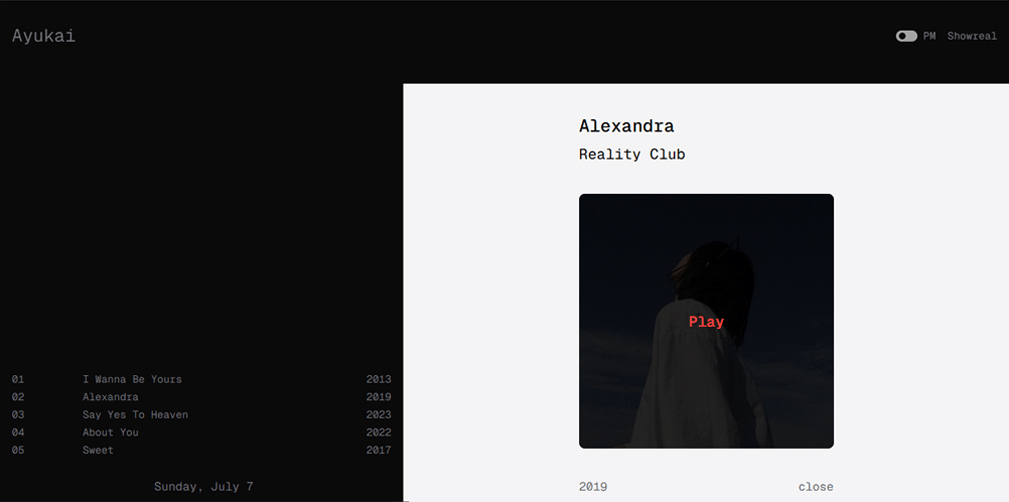 Ayukai
PM Showreal
Alexandra
Reality Club
Play
01 I Wanna Be Yours 2013
02 Alexandra 2019
03 Say Yes To Heaven 2023
04 About You 2022
05 Sweet 2017
Sunday, July 7
2019 close